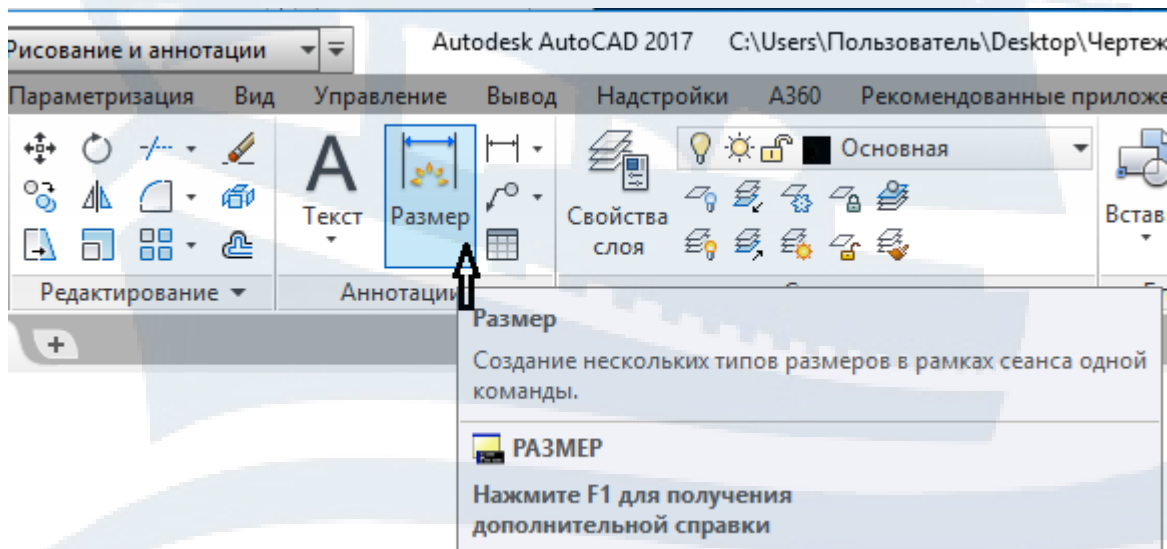 Рисование и аннотации
Autodesk AutoCAD 2017 C:\Users\Пользователь\Desktop\Чертеж
Параметризация Вид Управление Вывод Надстройки A360 Рекомендованные приложе
Основная
Текст
Размер
Свойства
слоя
Встав
Редактирование
Аннотации
Размер
Создание нескольких типов размеров в рамках сеанса одной
команды.
РАЗМЕР
Нажмите F1 для получения
дополнительной справки